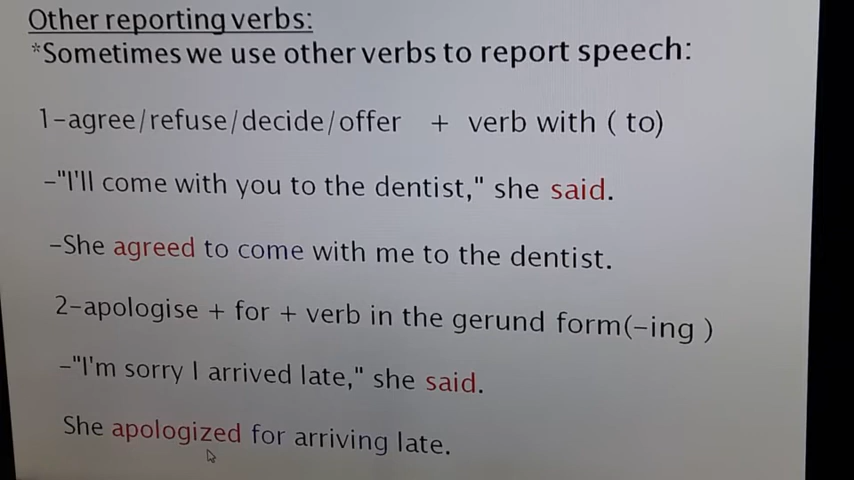 Other reporting verbs:
*Sometimes we use other verbs to report speech:
1-agree/refuse/decide/offer + verb with ( to)
-"I'll come with you to the dentist," she said.
-She agreed to come with me to the dentist.
2-apologise + for + verb in the gerund form(-ing )
-"I'm sorry I arrived late," she said.
She apologized for arriving late.